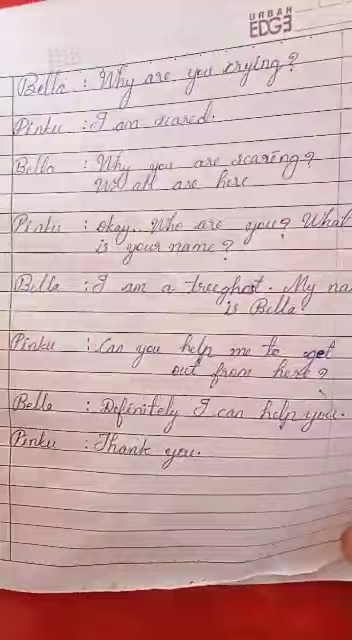 URBAN
EDGE
Bella : Why are you crying?
Pinku : I am scared.
Bella : Why you are scaring?
We all are here
Pinku : okay.. Who are you? What
is your name?
Bella : I am a treeghost. My na
is Bella.
Pinku : Can you help me to get
out from here?
Bella : Definitely I can help you.
Pinku : Thank you.